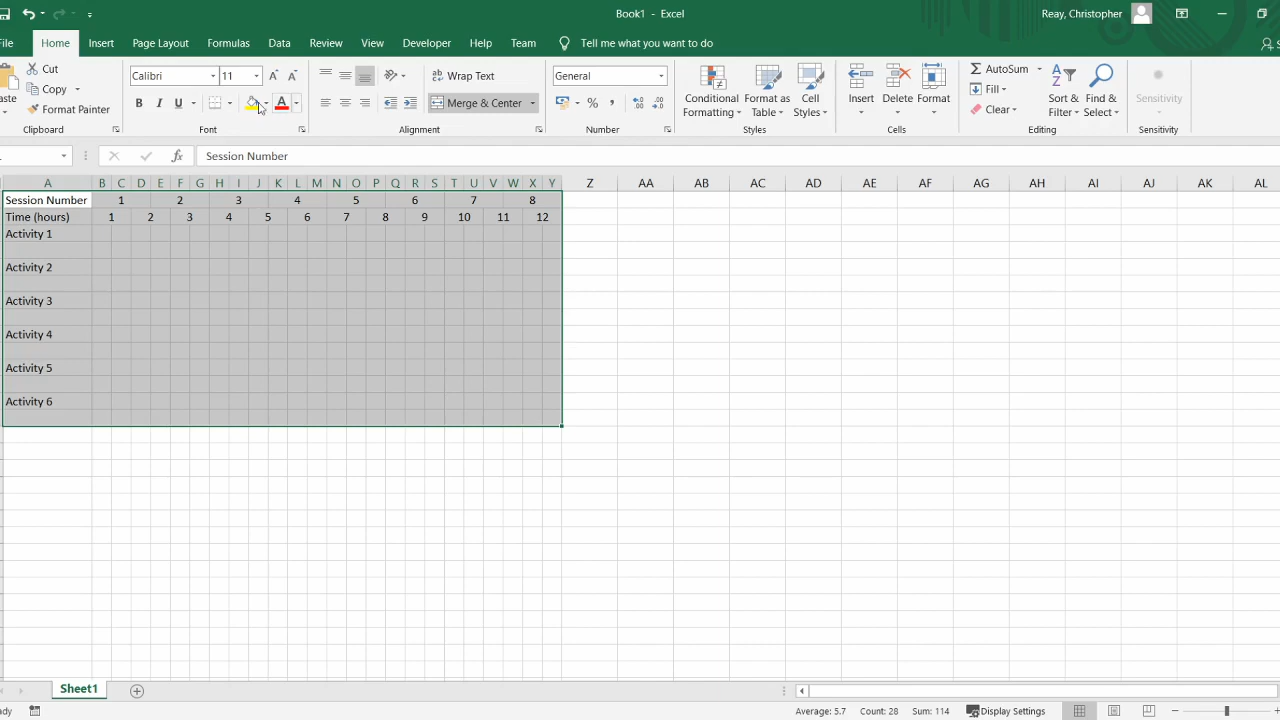 Book1 - Excel
Reay, Christopher
File Home Insert Page Layout Formulas Data Review View Developer Help Team Tell me what you want to do
Cut
Copy
Format Painter
Clipboard
Calibri 11
B I U A
Font
Wrap Text
Merge & Center
Alignment
General
%
Number
Conditional Formatting
Format as Table
Cell Styles
Styles
Insert Delete Format
Cells
AutoSum
Fill
Clear
Sort & Filter
Find & Select
Editing
Sensitivity
Sensitivity
fx Session Number
A B C D E F G H I J K L M N O P Q R S T U V W X Y Z AA AB AC AD AE AF AG AH AI AJ AK AL
Session Number 1 2 3 4 5 6 7 8
Time (hours) 1 2 3 4 5 6 7 8 9 10 11 12
Activity 1
Activity 2
Activity 3
Activity 4
Activity 5
Activity 6
Sheet1
Average: 5.7 Count: 28 Sum: 114 Display Settings